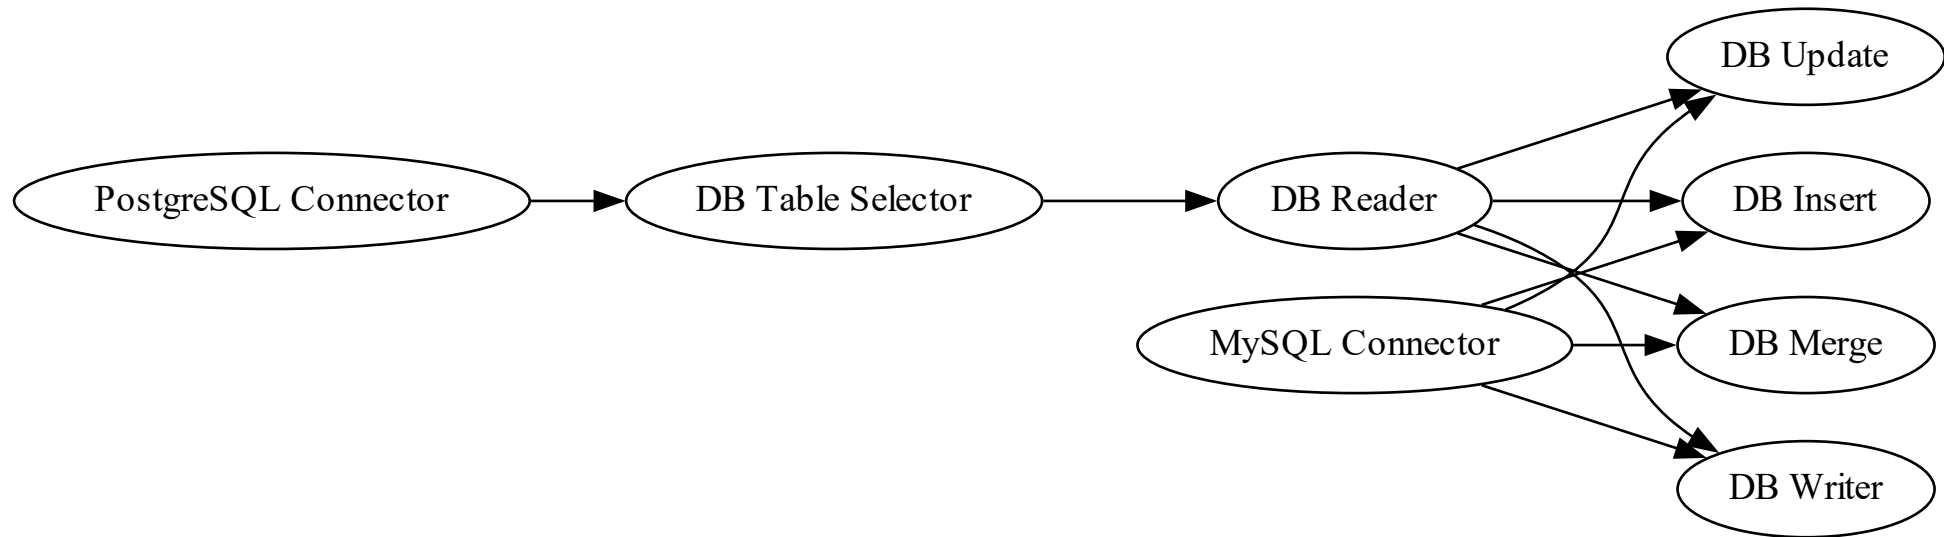 DB Update
PostgreSQL Connector
DB Table Selector
DB Reader
DB Insert
MySQL Connector
DB Merge
DB Writer